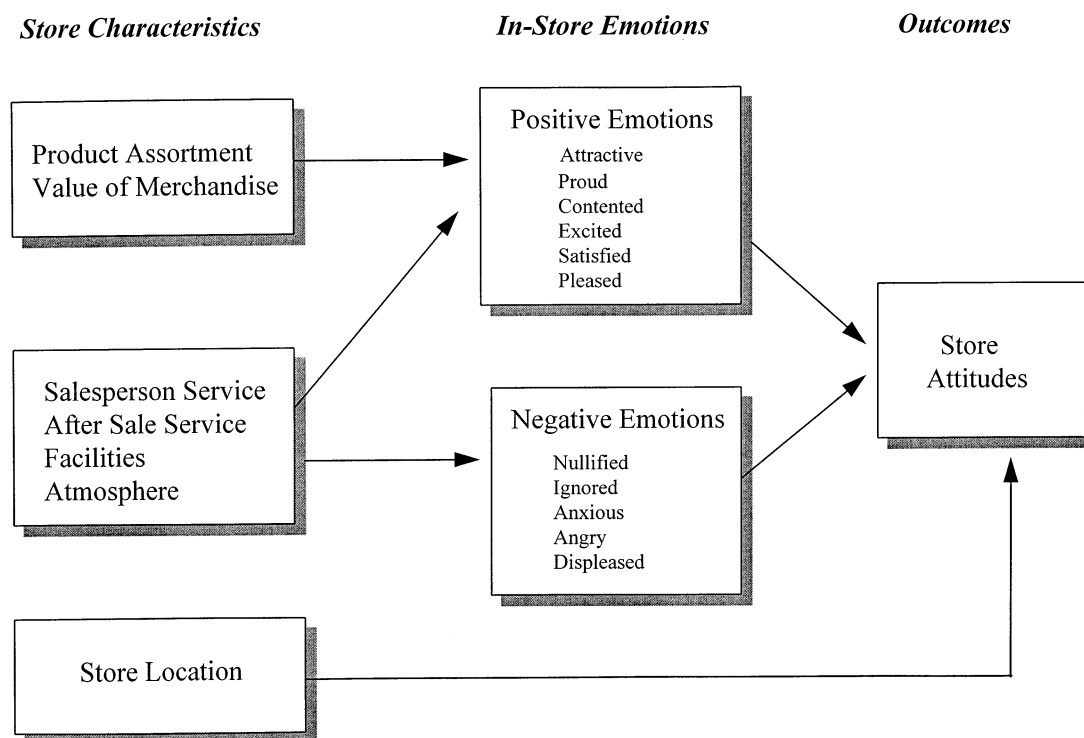 Store Characteristics
In-Store Emotions
Outcomes
Product Assortment
Value of Merchandise
Positive Emotions
Attractive
Proud
Contented
Excited
Satisfied
Pleased
Salesperson Service
After Sale Service
Facilities
Atmosphere
Negative Emotions
Nullified
Ignored
Anxious
Angry
Displeased
Store
Attitudes
Store Location